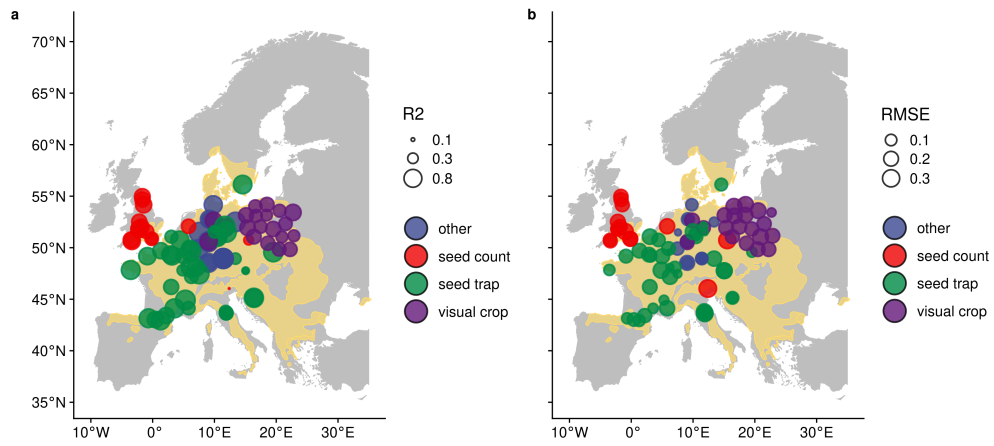 a
70°N
65°N
60°N
55°N
50°N
45°N
40°N
35°N
10°W 0° 10°E 20°E 30°E
R2
0.1
0.3
0.8
other
seed count
seed trap
visual crop
b
10°W 0° 10°E 20°E 30°E
RMSE
0.1
0.2
0.3
other
seed count
seed trap
visual crop